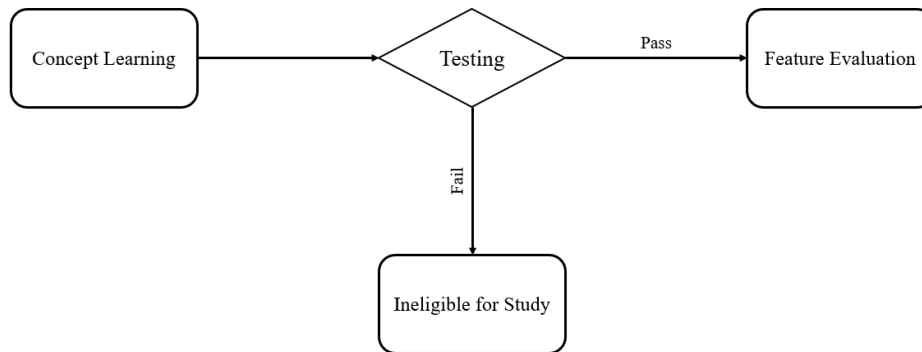 Concept Learning
Testing
Pass
Feature Evaluation
Fail
Ineligible for Study